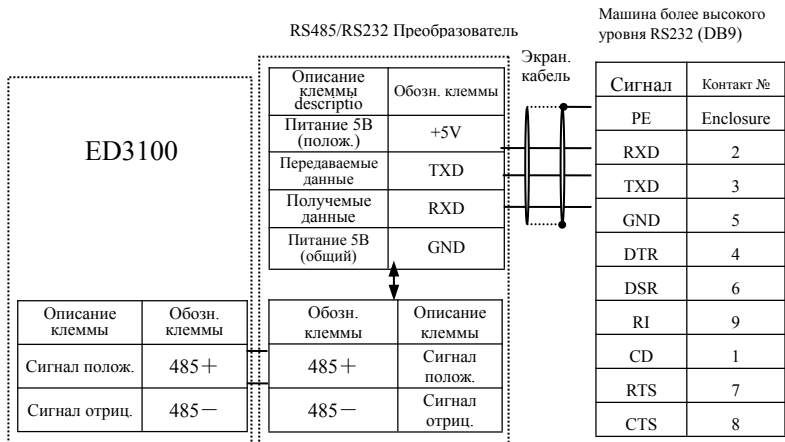 RS485/RS232 Преобразователь
Машина более высокого
уровня RS232 (DB9)
Экран.
кабель
ED3100
Описание
клеммы
descriptio
Обозн. клеммы
Питание 5В
(полож.)
+5V
Передаваемые
данные
TXD
Получемые
данные
RXD
Питание 5В
(общий)
GND
Сигнал
Контакт №
PE
Enclosure
RXD
2
TXD
3
GND
5
DTR
4
DSR
6
RI
9
CD
1
RTS
7
CTS
8
Описание
клеммы
Обозн.
клеммы
Сигнал полож.
485+
Сигнал отриц.
485−
Обозн.
клеммы
Описание
клеммы
485+
Сигнал
полож.
485−
Сигнал
отриц.